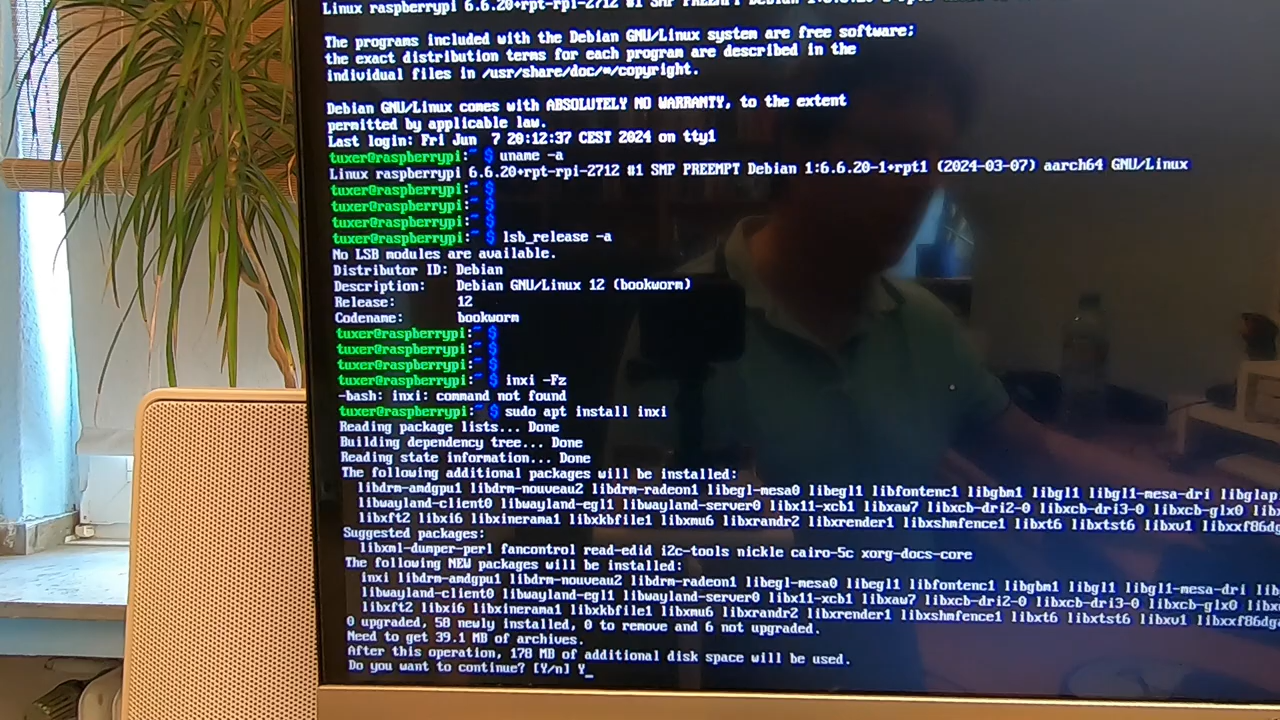 Linux raspberrypi 6.6.20+rpt-rpi-2712 #1 SMP PREEMPT Debian
The programs included with the Debian GNU/Linux system are free software;
the exact distribution terms for each program are described in the
individual files in /usr/share/doc/*/copyright.
Debian GNU/Linux comes with ABSOLUTELY NO WARRANTY, to the extent
permitted by applicable law.
Last login: Fri Jun  7 20:12:37 CEST 2024 on tty1
tuxer@raspberrypi:~ $ uname -a
Linux raspberrypi 6.6.20+rpt-rpi-2712 #1 SMP PREEMPT Debian 1:6.6.20-1+rpt1 (2024-03-07) aarch64 GNU/Linux
tuxer@raspberrypi:~ $
tuxer@raspberrypi:~ $
tuxer@raspberrypi:~ $
tuxer@raspberrypi:~ $ lsb_release -a
No LSB modules are available.
Distributor ID: Debian
Description:    Debian GNU/Linux 12 (bookworm)
Release:        12
Codename:       bookworm
tuxer@raspberrypi:~ $
tuxer@raspberrypi:~ $
tuxer@raspberrypi:~ $
tuxer@raspberrypi:~ $ inxi -Fz
-bash: inxi: command not found
tuxer@raspberrypi:~ $ sudo apt install inxi
Reading package lists... Done
Building dependency tree... Done
Reading state information... Done
The following additional packages will be installed:
  libdrm-amdgpu1 libdrm-nouveau2 libdrm-radeon1 libegl-mesa0 libegl1 libfontenc1 libgbm1 libgl1 libgl1-mesa-dri libglap
  libwayland-client0 libwayland-egl1 libwayland-server0 libx11-xcb1 libxaw7 libxcb-dri2-0 libxcb-dri3-0 libxcb-glx0 libx
  libxft2 libxi6 libxinerama1 libxkbfile1 libxmu6 libxrandr2 libxrender1 libxshmfence1 libxt6 libxtst6 libxv1 libxxf86dg
Suggested packages:
  libxml-dumper-perl fancontrol read-edid i2c-tools nickle cairo-5c xorg-docs-core
The following NEW packages will be installed:
  inxi libdrm-amdgpu1 libdrm-nouveau2 libdrm-radeon1 libegl-mesa0 libegl1 libfontenc1 libgbm1 libgl1 libgl1-mesa-dri lib
  libwayland-client0 libwayland-egl1 libwayland-server0 libx11-xcb1 libxaw7 libxcb-dri2-0 libxcb-dri3-0 libxcb-glx0 libx
  libxft2 libxi6 libxinerama1 libxkbfile1 libxmu6 libxrandr2 libxrender1 libxshmfence1 libxt6 libxtst6 libxv1 libxxf86dg
0 upgraded, 58 newly installed, 0 to remove and 6 not upgraded.
Need to get 39.1 MB of archives.
After this operation, 178 MB of additional disk space will be used.
Do you want to continue? [Y/n] Y_